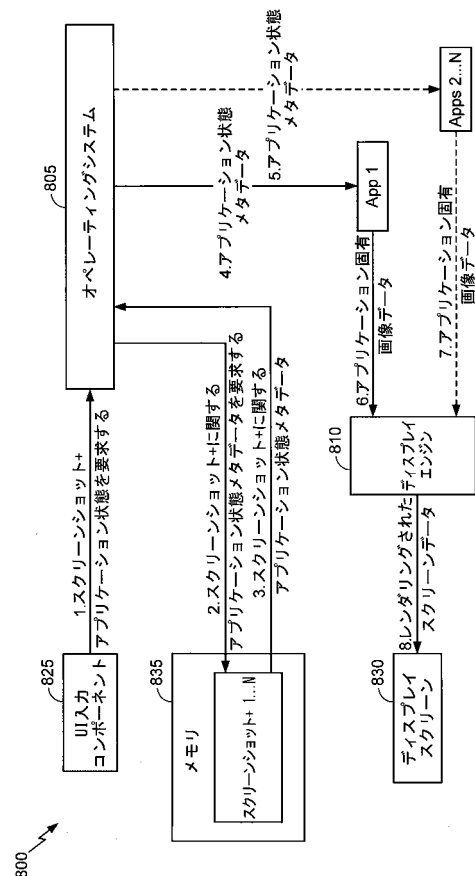 800
825
UI入力
コンポーネント
1.スクリーンショット+
アプリケーション状態を要求する
805
オペレーティングシステム
835
メモリ
スクリーンショット+ 1...N
2.スクリーンショット+に関する
アプリケーション状態メタデータを要求する
3.スクリーンショット+に関する
アプリケーション状態メタデータ
4.アプリケーション状態
メタデータ
5.アプリケーション状態
メタデータ
App 1
Apps 2...N
6.アプリケーション固有
画像データ
7.アプリケーション固有
画像データ
810
ディスプレイ
エンジン
8.レンダリングされた
スクリーンデータ
830
ディスプレイ
スクリーン